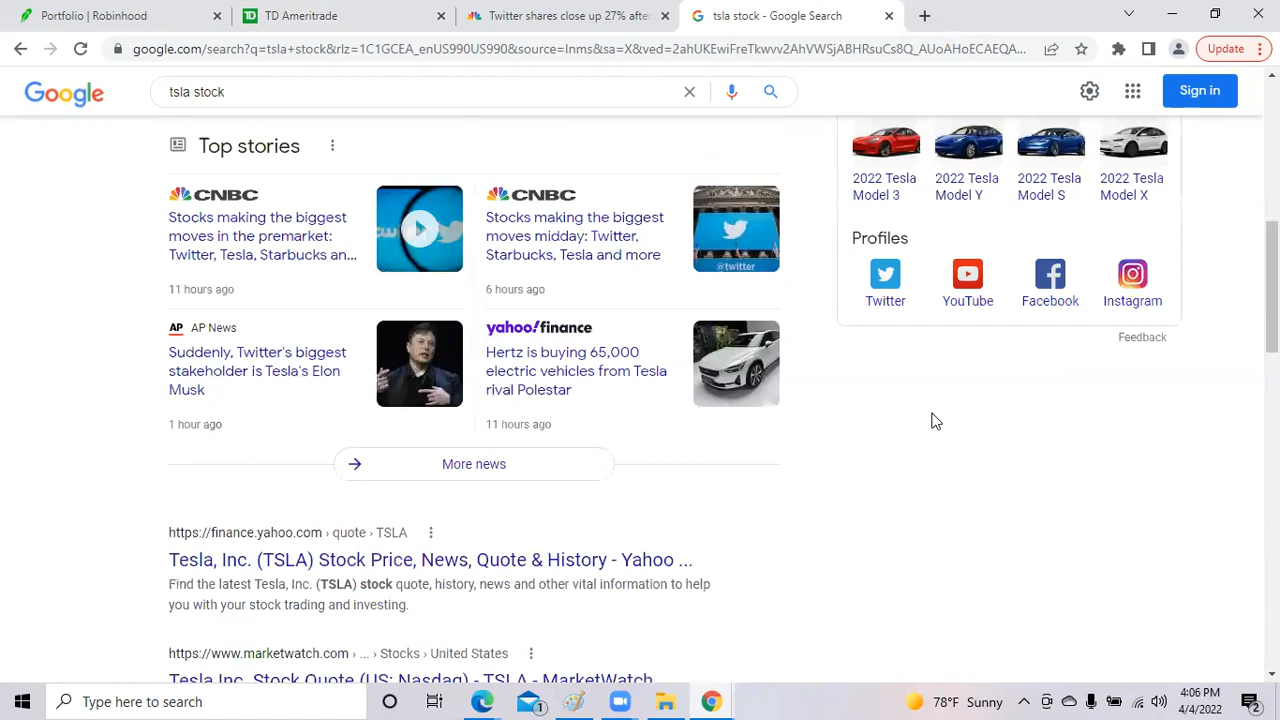 Portfolio | Robinhood
TD Ameritrade
Twitter shares close up 27% after
tsla stock - Google Search
google.com/search?q=tsla+stock&rlz=1C1GCEA_enUS990US990&source=lnms&sa=X&ved=2ahUKEwiFreTkwvv2AhVWSjABHRsuCs8Q_AUoAHoECAEQA...
Update
Google
tsla stock
Sign in
Top stories
CNBC
Stocks making the biggest
moves in the premarket:
Twitter, Tesla, Starbucks an...
11 hours ago
CNBC
Stocks making the biggest
moves midday: Twitter,
Starbucks, Tesla and more
@twitter
6 hours ago
AP AP News
Suddenly, Twitter's biggest
stakeholder is Tesla's Elon
Musk
1 hour ago
yahoo!finance
Hertz is buying 65,000
electric vehicles from Tesla
rival Polestar
11 hours ago
More news
https://finance.yahoo.com › quote › TSLA
Tesla, Inc. (TSLA) Stock Price, News, Quote & History - Yahoo ...
Find the latest Tesla, Inc. (TSLA) stock quote, history, news and other vital information to help
you with your stock trading and investing.
https://www.marketwatch.com › ... › Stocks › United States
Tesla Inc. Stock Quote (US: Nasdaq) - TSLA - MarketWatch
2022 Tesla
Model 3
2022 Tesla
Model Y
2022 Tesla
Model S
2022 Tesla
Model X
Profiles
Twitter
YouTube
Facebook
Instagram
Feedback
Type here to search
1
78°F Sunny
4:06 PM
4/4/2022
2